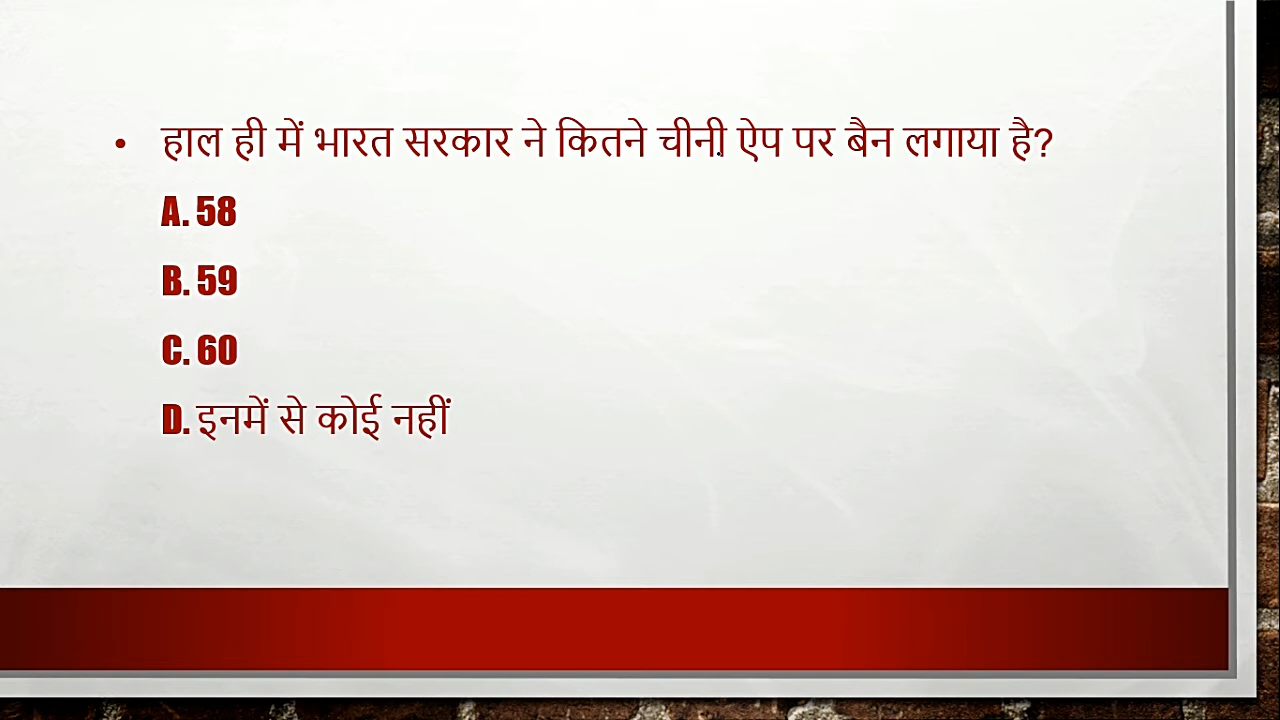 • हाल ही में भारत सरकार ने कितने चीनी ऐप पर बैन लगाया है?
A. 58
B. 59
C. 60
D. इनमें से कोई नहीं